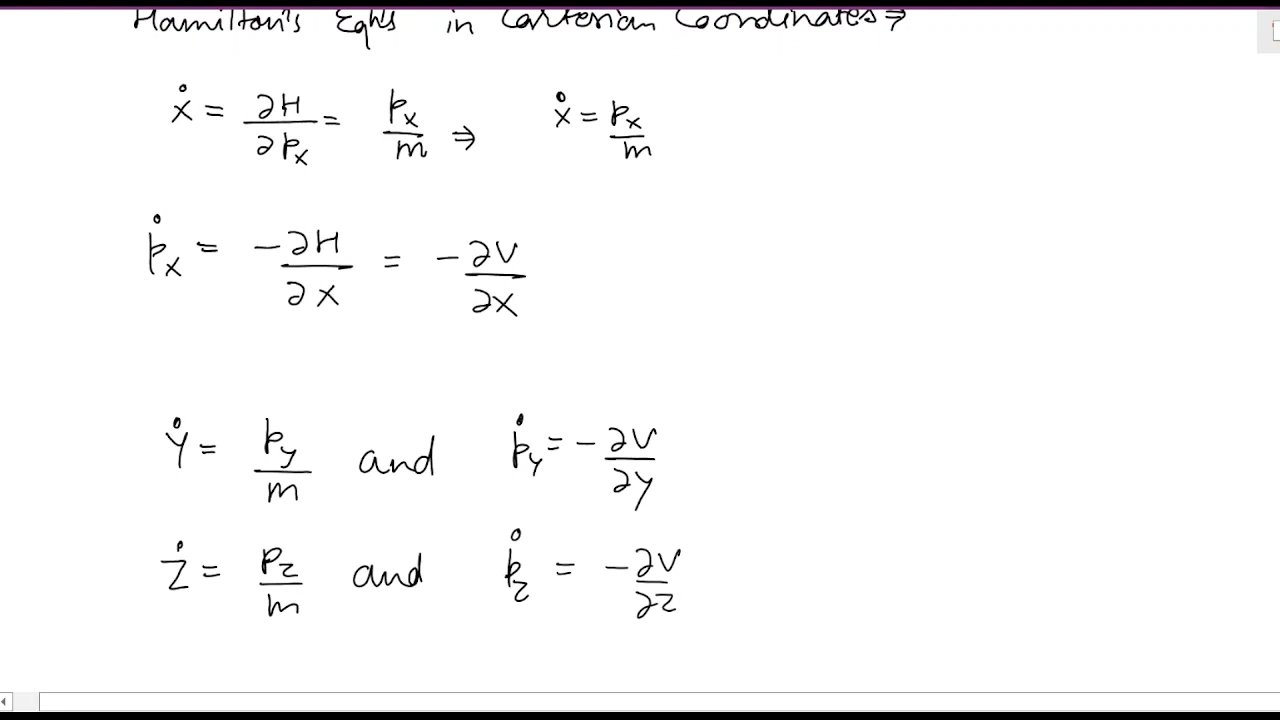 Hamilton's Eqⁿs in Cartesian Coordinates ⇒
ẋ = ∂H/∂pₓ = pₓ/m ⇒ ẋ = pₓ/m
ṗₓ = -∂H/∂x = -∂V/∂x
ẏ = p_y/m and ṗ_y = -∂V/∂y
ż = p_z/m and ṗ_z = -∂V/∂z